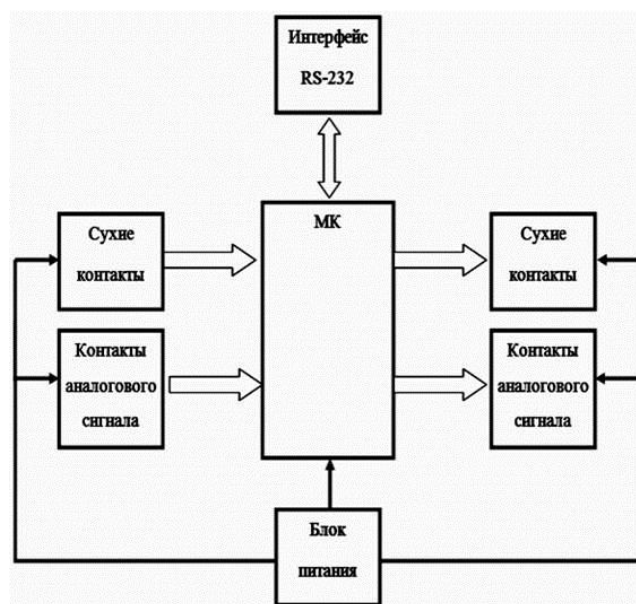 Интерфейс
RS-232
МК
Сухие
контакты
Контакты
аналогового
сигнала
Сухие
контакты
Контакты
аналогового
сигнала
Блок
питания